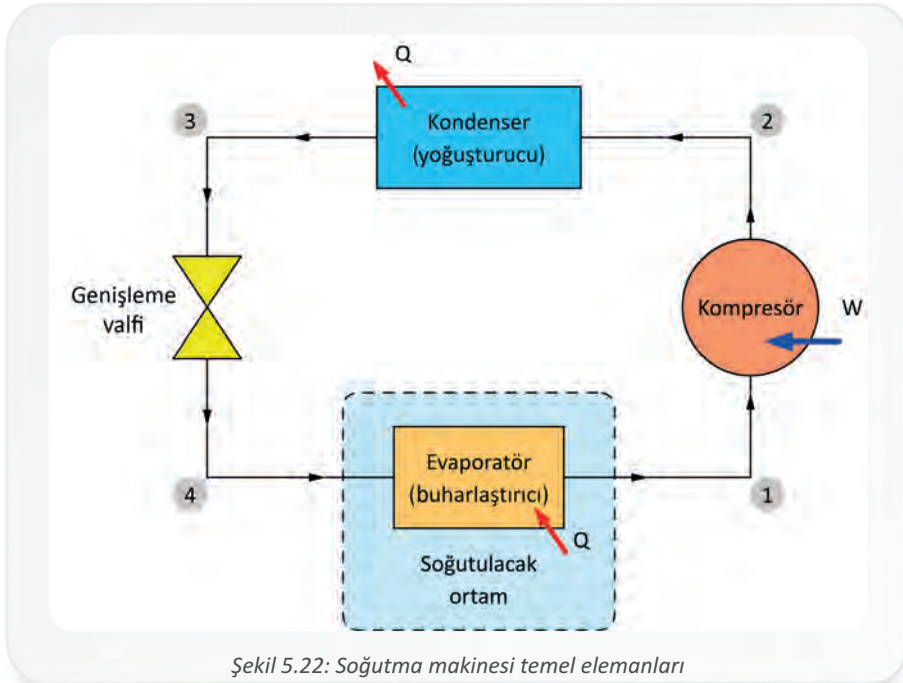 Q
3
Kondenser
(yoğuşturucu)
2
Genişleme
valfi
Kompresör
W
4
Evaporatör
(buharlaştırıcı)
1
Q
Soğutulacak
ortam
Şekil 5.22: Soğutma makinesi temel elemanları